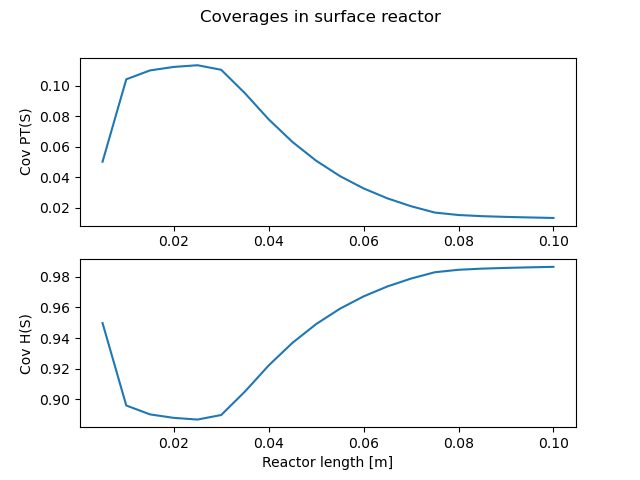 Coverages in surface reactor
Cov PT(S)
0.10
0.08
0.06
0.04
0.02
0.02 0.04 0.06 0.08 0.10
Cov H(S)
0.98
0.96
0.94
0.92
0.90
0.02 0.04 0.06 0.08 0.10
Reactor length [m]